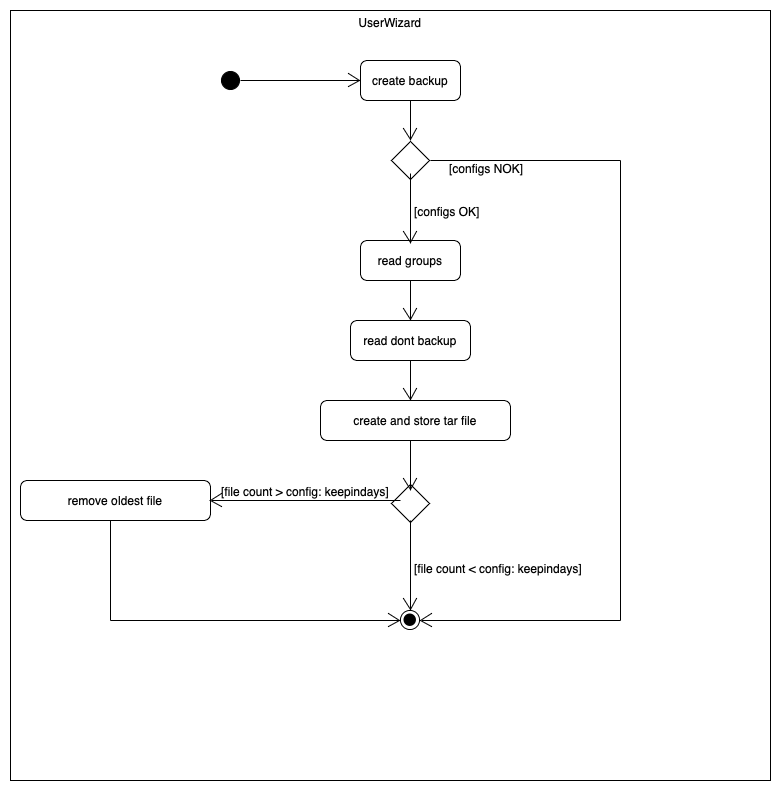 UserWizard
create backup
[configs NOK]
[configs OK]
read groups
read dont backup
create and store tar file
[file count > config: keepindays]
remove oldest file
[file count < config: keepindays]